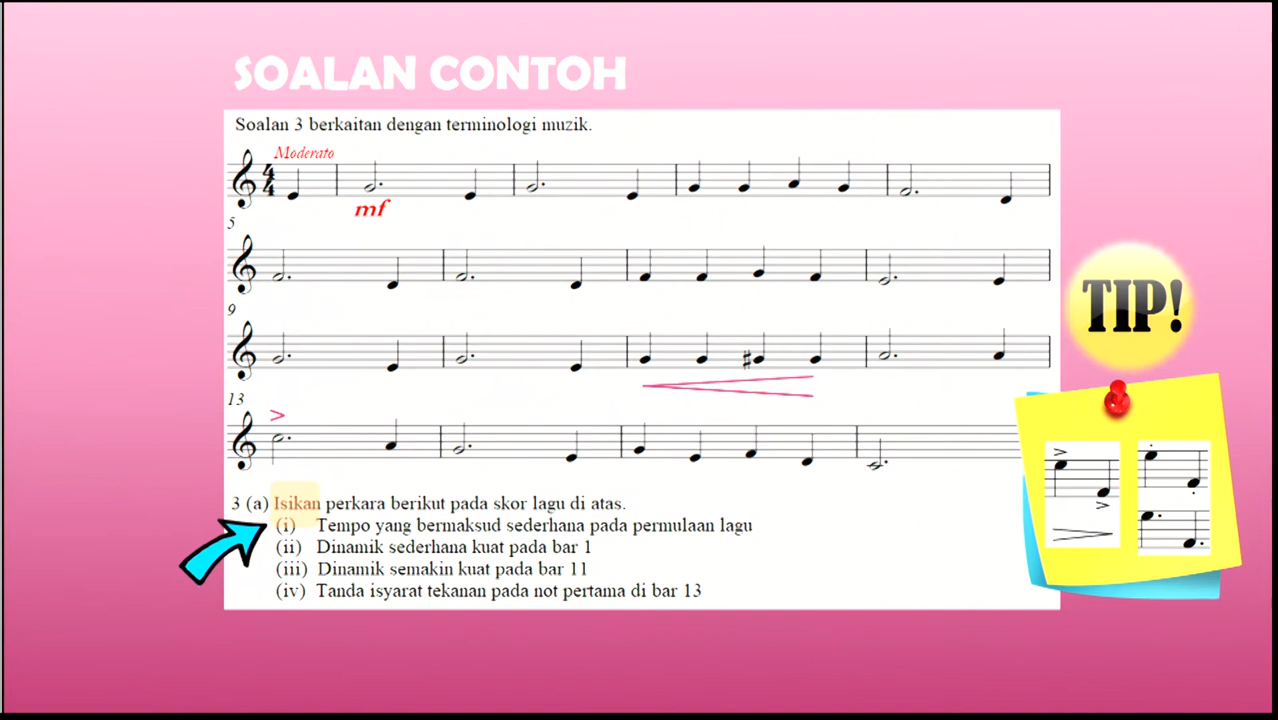 SOALAN CONTOH
Soalan 3 berkaitan dengan terminologi muzik.
Moderato
4
4
mf
5
9
13
3 (a) Isikan perkara berikut pada skor lagu di atas.
(i) Tempo yang bermaksud sederhana pada permulaan lagu
(ii) Dinamik sederhana kuat pada bar 1
(iii) Dinamik semakin kuat pada bar 11
(iv) Tanda isyarat tekanan pada not pertama di bar 13
TIP!